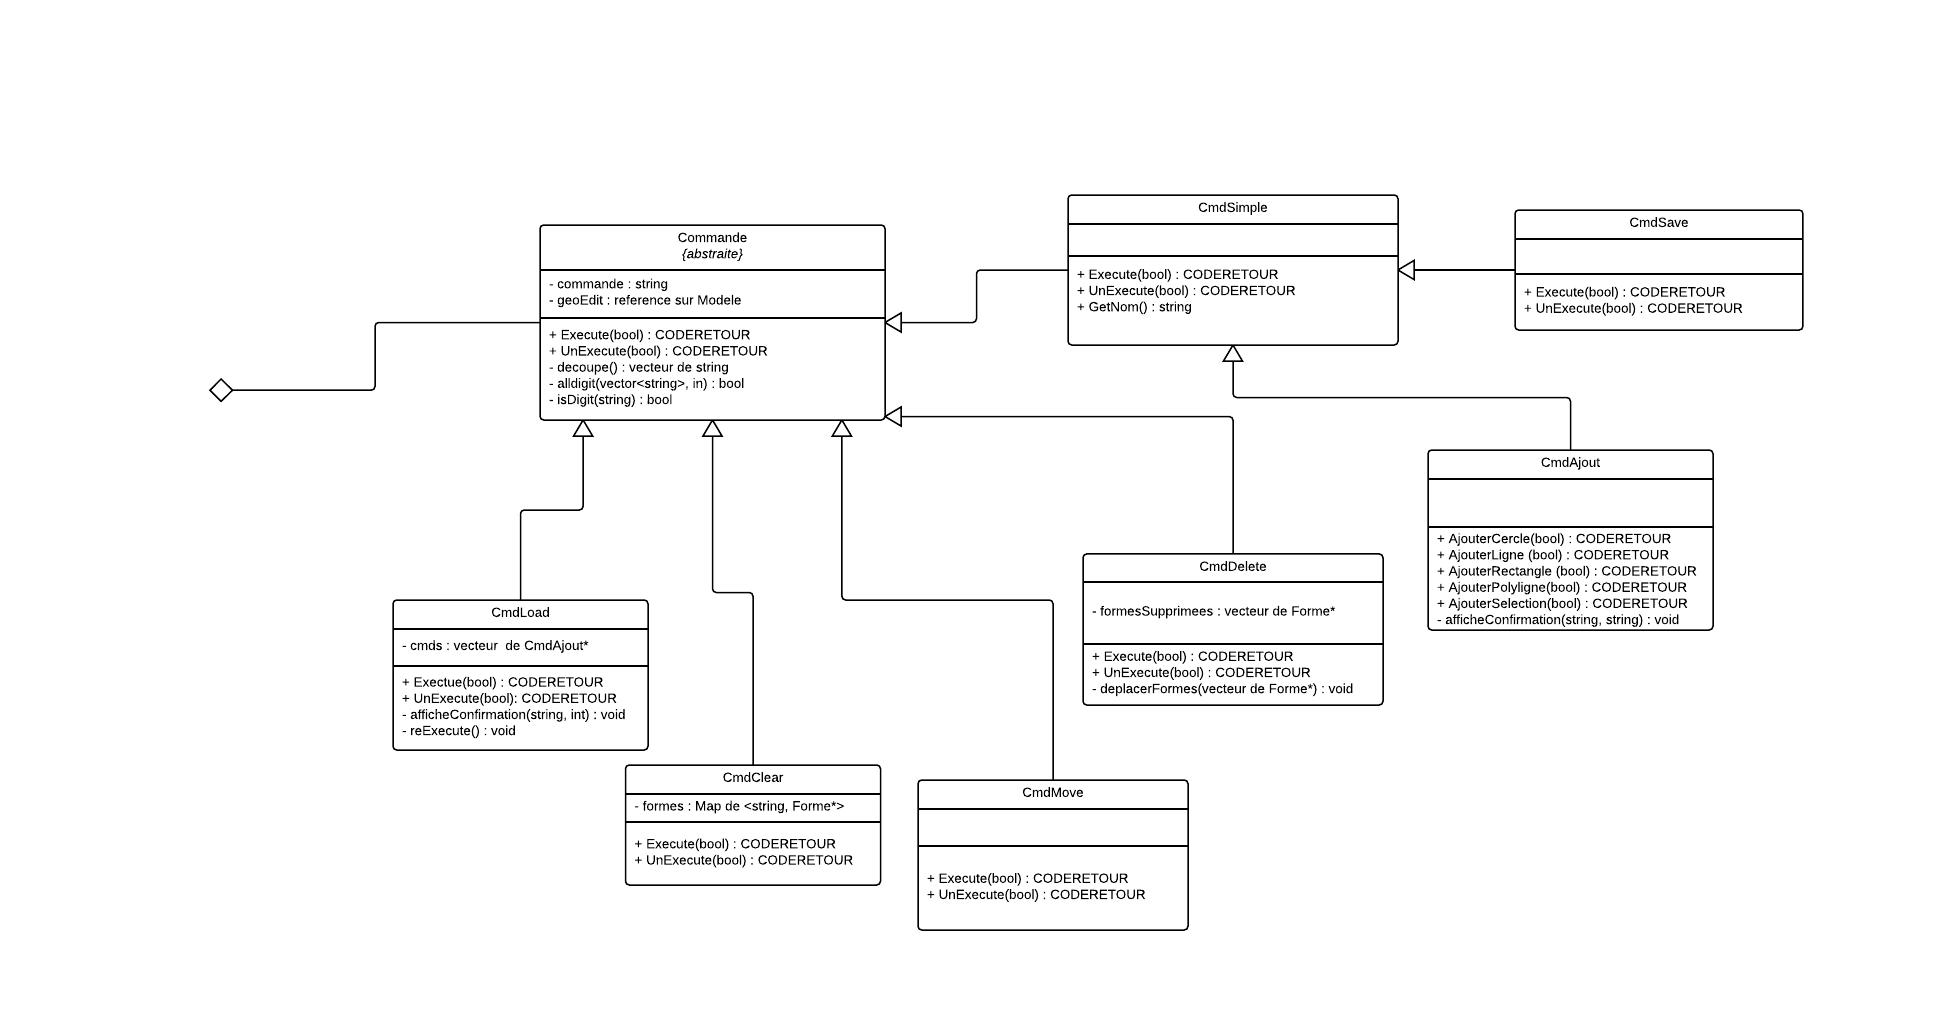 Commande
{abstraite}
- commande : string
- geoEdit : reference sur Modele
+ Execute(bool) : CODERETOUR
+ UnExecute(bool) : CODERETOUR
- decoupe() : vecteur de string
- alldigit(vector<string>, in) : bool
- isDigit(string) : bool
CmdSimple
+ Execute(bool) : CODERETOUR
+ UnExecute(bool) : CODERETOUR
+ GetNom() : string
CmdSave
+ Execute(bool) : CODERETOUR
+ UnExecute(bool) : CODERETOUR
CmdAjout
+ AjouterCercle(bool) : CODERETOUR
+ AjouterLigne (bool) : CODERETOUR
+ AjouterRectangle (bool) : CODERETOUR
+ AjouterPolyligne(bool) : CODERETOUR
+ AjouterSelection(bool) : CODERETOUR
- afficheConfirmation(string, string) : void
CmdDelete
- formesSupprimees : vecteur de Forme*
+ Execute(bool) : CODERETOUR
+ UnExecute(bool) : CODERETOUR
- deplacerFormes(vecteur de Forme*) : void
CmdLoad
- cmds : vecteur  de CmdAjout*
+ Exectue(bool) : CODERETOUR
+ UnExecute(bool): CODERETOUR
- afficheConfirmation(string, int) : void
- reExecute() : void
CmdClear
- formes : Map de <string, Forme*>
+ Execute(bool) : CODERETOUR
+ UnExecute(bool) : CODERETOUR
CmdMove
+ Execute(bool) : CODERETOUR
+ UnExecute(bool) : CODERETOUR